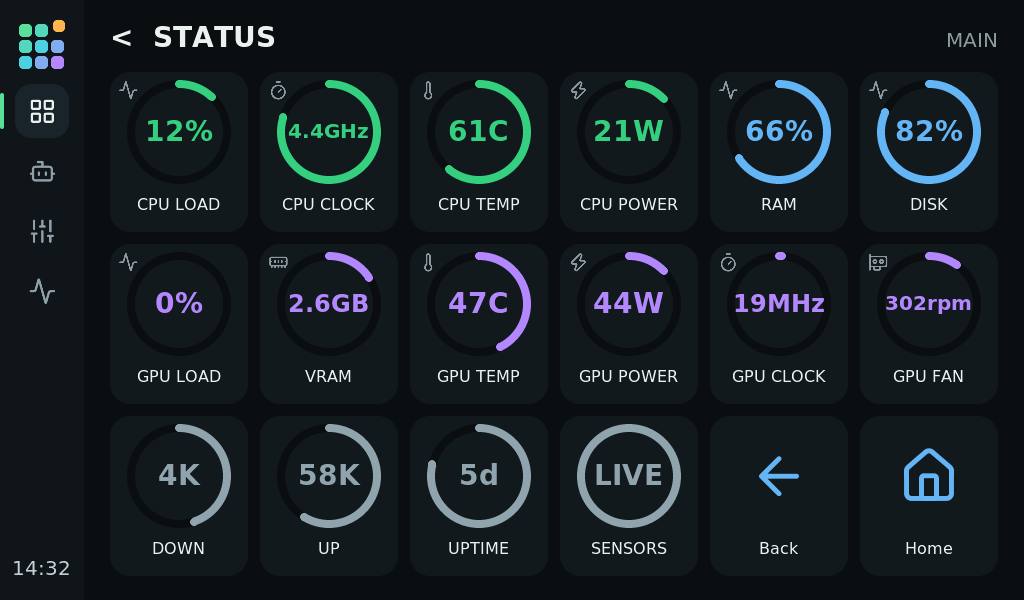 < STATUS
MAIN
12%
4.4GHz
61C
21W
66%
82%
CPU LOAD
CPU CLOCK
CPU TEMP
CPU POWER
RAM
DISK
0%
2.6GB
47C
44W
19MHz
302rpm
GPU LOAD
VRAM
GPU TEMP
GPU POWER
GPU CLOCK
GPU FAN
4K
58K
5d
LIVE
DOWN
UP
UPTIME
SENSORS
Back
Home
14:32